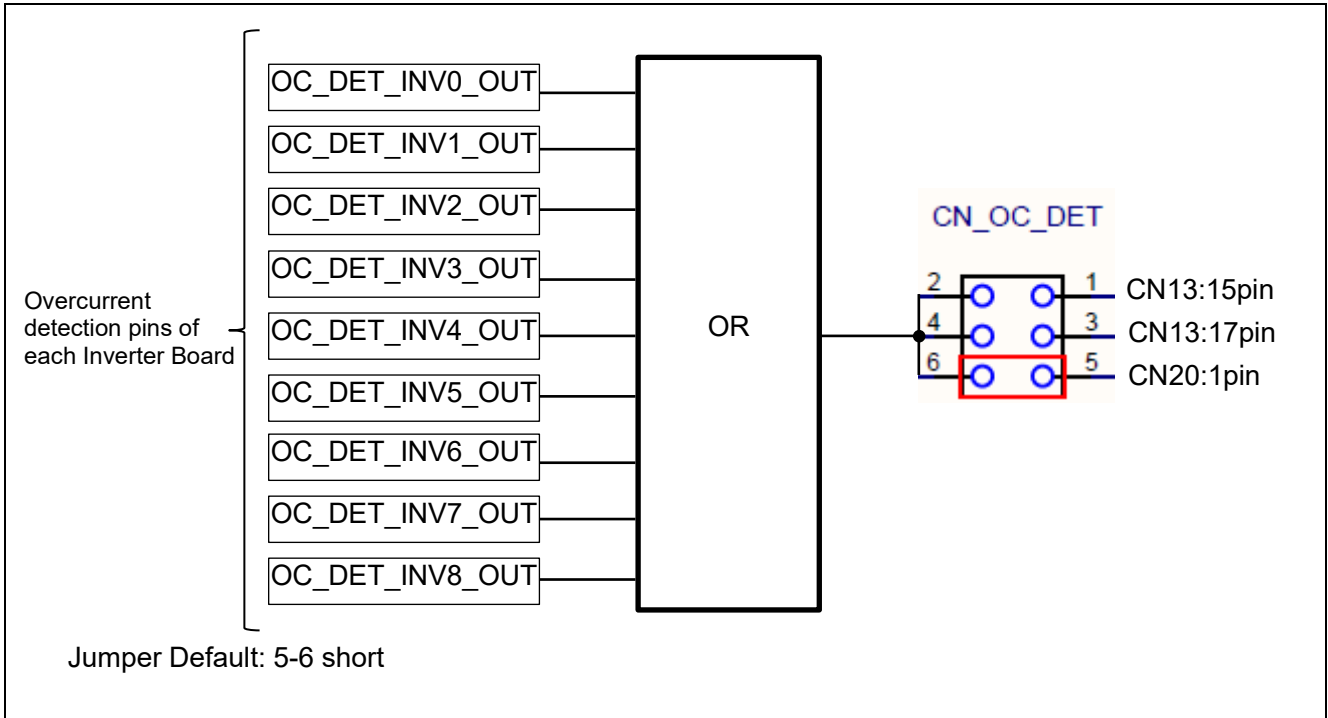 OC_DET_INV0_OUT
OC_DET_INV1_OUT
OC_DET_INV2_OUT
OC_DET_INV3_OUT
OC_DET_INV4_OUT
OC_DET_INV5_OUT
OC_DET_INV6_OUT
OC_DET_INV7_OUT
OC_DET_INV8_OUT
Overcurrent
detection pins of
each Inverter Board
OR
CN_OC_DET
2 1 CN13:15pin
4 3 CN13:17pin
6 5 CN20:1pin
Jumper Default: 5-6 short